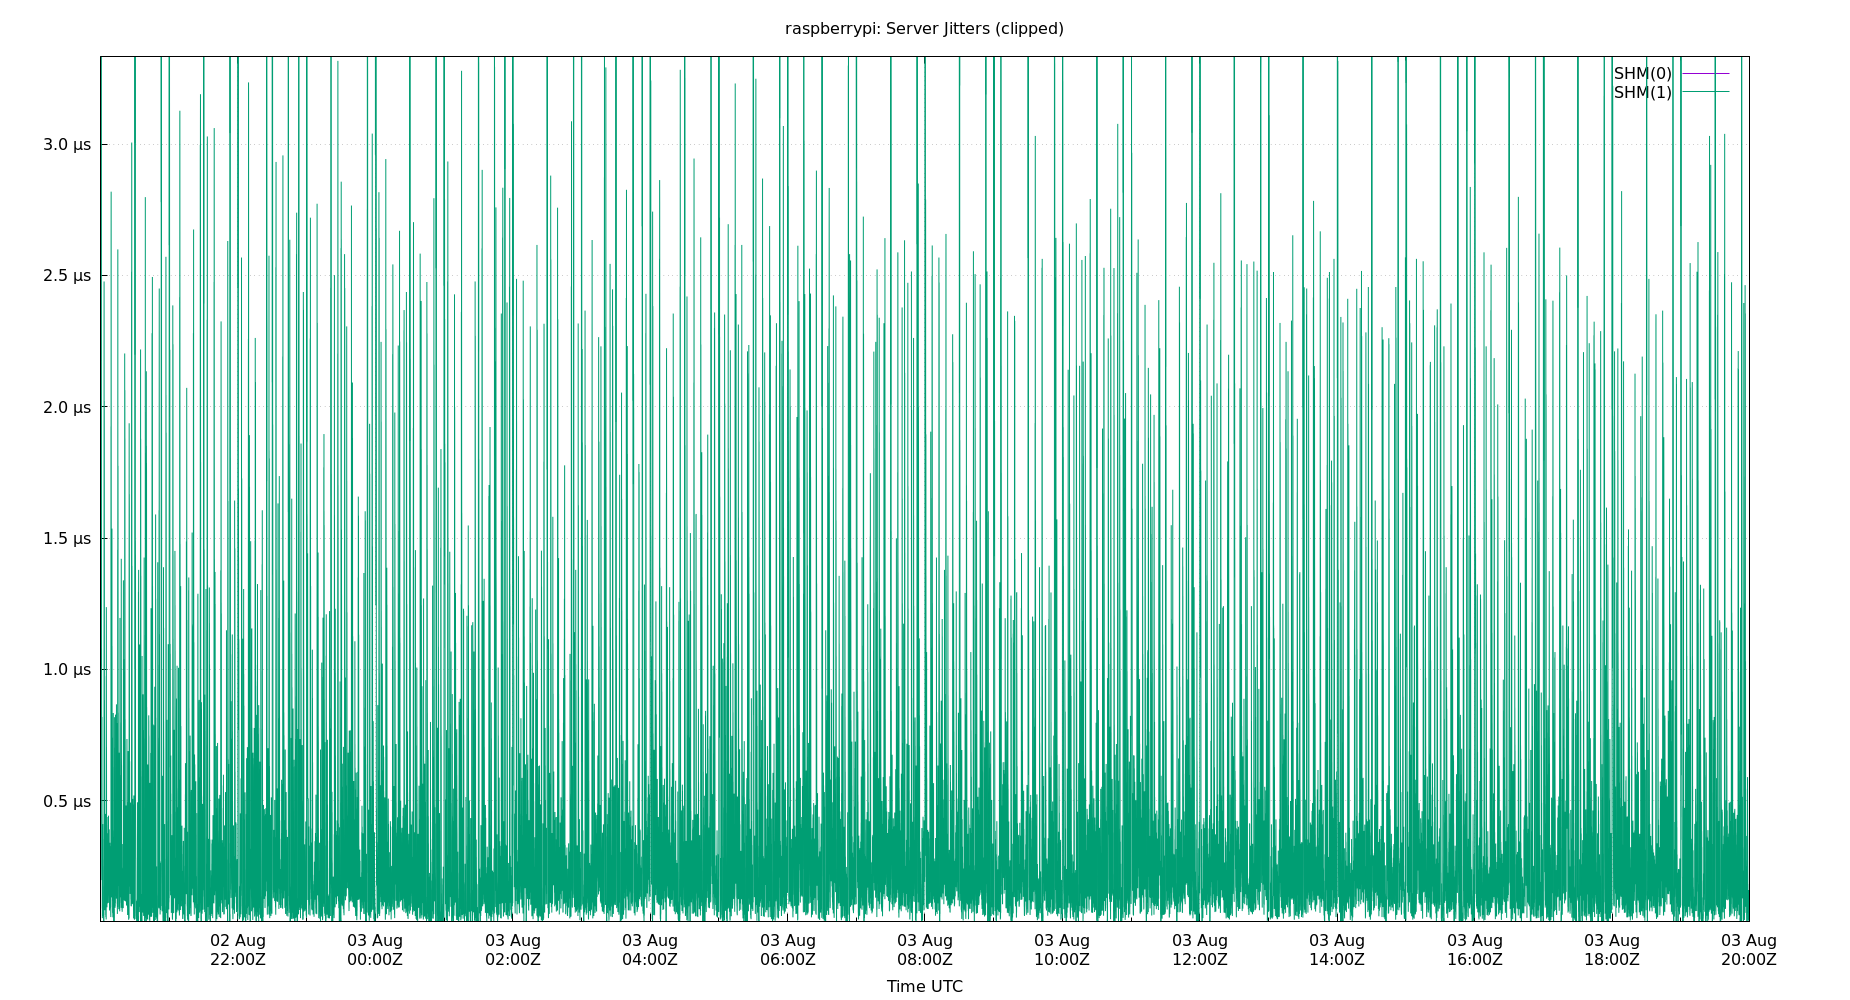 raspberrypi: Server Jitters (clipped)
SHM(0)
SHM(1)
3.0 µs
2.5 µs
2.0 µs
1.5 µs
1.0 µs
0.5 µs
02 Aug 03 Aug 03 Aug 03 Aug 03 Aug 03 Aug 03 Aug 03 Aug 03 Aug 03 Aug 03 Aug 03 Aug
22:00Z 00:00Z 02:00Z 04:00Z 06:00Z 08:00Z 10:00Z 12:00Z 14:00Z 16:00Z 18:00Z 20:00Z
Time UTC